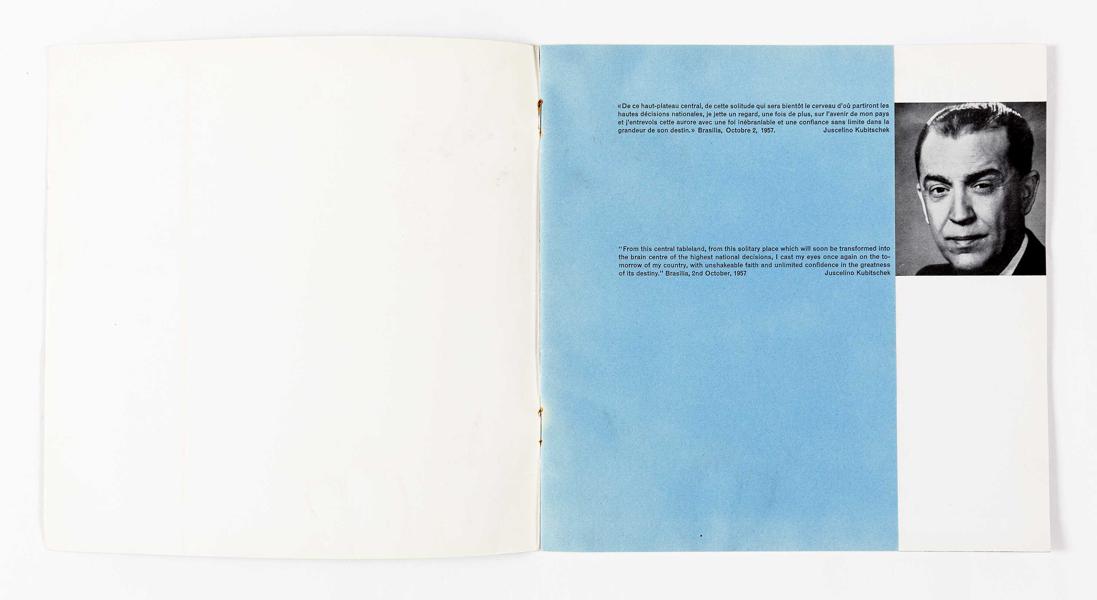 «De ce haut-plateau central, de cette solitude qui sera bientôt le cerveau d'où partiront les
hautes décisions nationales, je jette un regard, une fois de plus, sur l'avenir de mon pays
et j'entrevois cette aurore avec une foi inébranlable et une confiance sans limite dans la
grandeur de son destin.» Brasilia, Octobre 2, 1957. Juscelino Kubitschek
"From this central tableland, from this solitary place which will soon be transformed into
the brain centre of the highest national decisions, I cast my eyes once again on the to-
morrow of my country, with unshakeable faith and unlimited confidence in the greatness
of its destiny." Brasilia, 2nd October, 1957 Juscelino Kubitschek